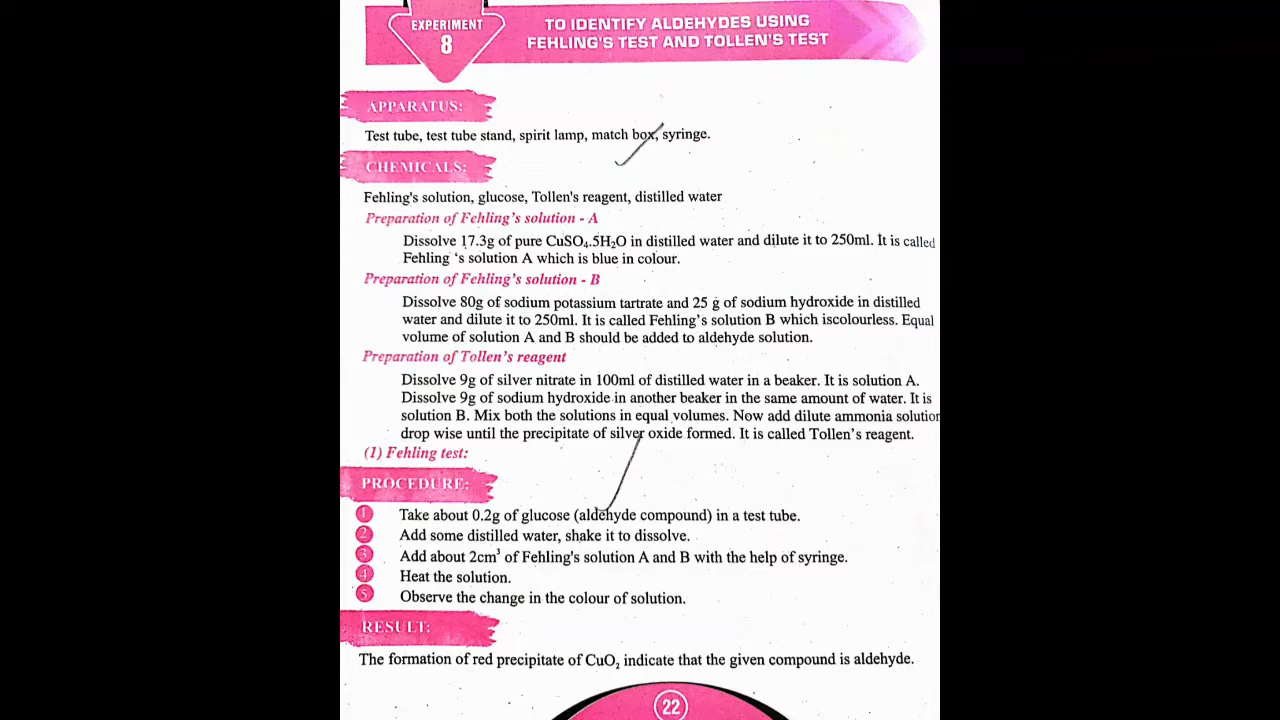 EXPERIMENT
8
TO IDENTIFY ALDEHYDES USING
FEHLING'S TEST AND TOLLEN'S TEST
APPARATUS:
Test tube, test tube stand, spirit lamp, match box, syringe.
CHEMICALS:
Fehling's solution, glucose, Tollen's reagent, distilled water
Preparation of Fehling's solution - A
Dissolve 17.3g of pure CuSO₄.5H₂O in distilled water and dilute it to 250ml. It is called
Fehling 's solution A which is blue in colour.
Preparation of Fehling's solution - B
Dissolve 80g of sodium potassium tartrate and 25 g of sodium hydroxide in distilled
water and dilute it to 250ml. It is called Fehling's solution B which iscolourless. Equal
volume of solution A and B should be added to aldehyde solution.
Preparation of Tollen's reagent
Dissolve 9g of silver nitrate in 100ml of distilled water in a beaker. It is solution A.
Dissolve 9g of sodium hydroxide in another beaker in the same amount of water. It is
solution B. Mix both the solutions in equal volumes. Now add dilute ammonia solution
drop wise until the precipitate of silver oxide formed. It is called Tollen's reagent.
(1) Fehling test:
PROCEDURE:
1 Take about 0.2g of glucose (aldehyde compound) in a test tube.
2 Add some distilled water, shake it to dissolve.
3 Add about 2cm³ of Fehling's solution A and B with the help of syringe.
4 Heat the solution.
5 Observe the change in the colour of solution.
RESULT:
The formation of red precipitate of CuO₂ indicate that the given compound is aldehyde.
22